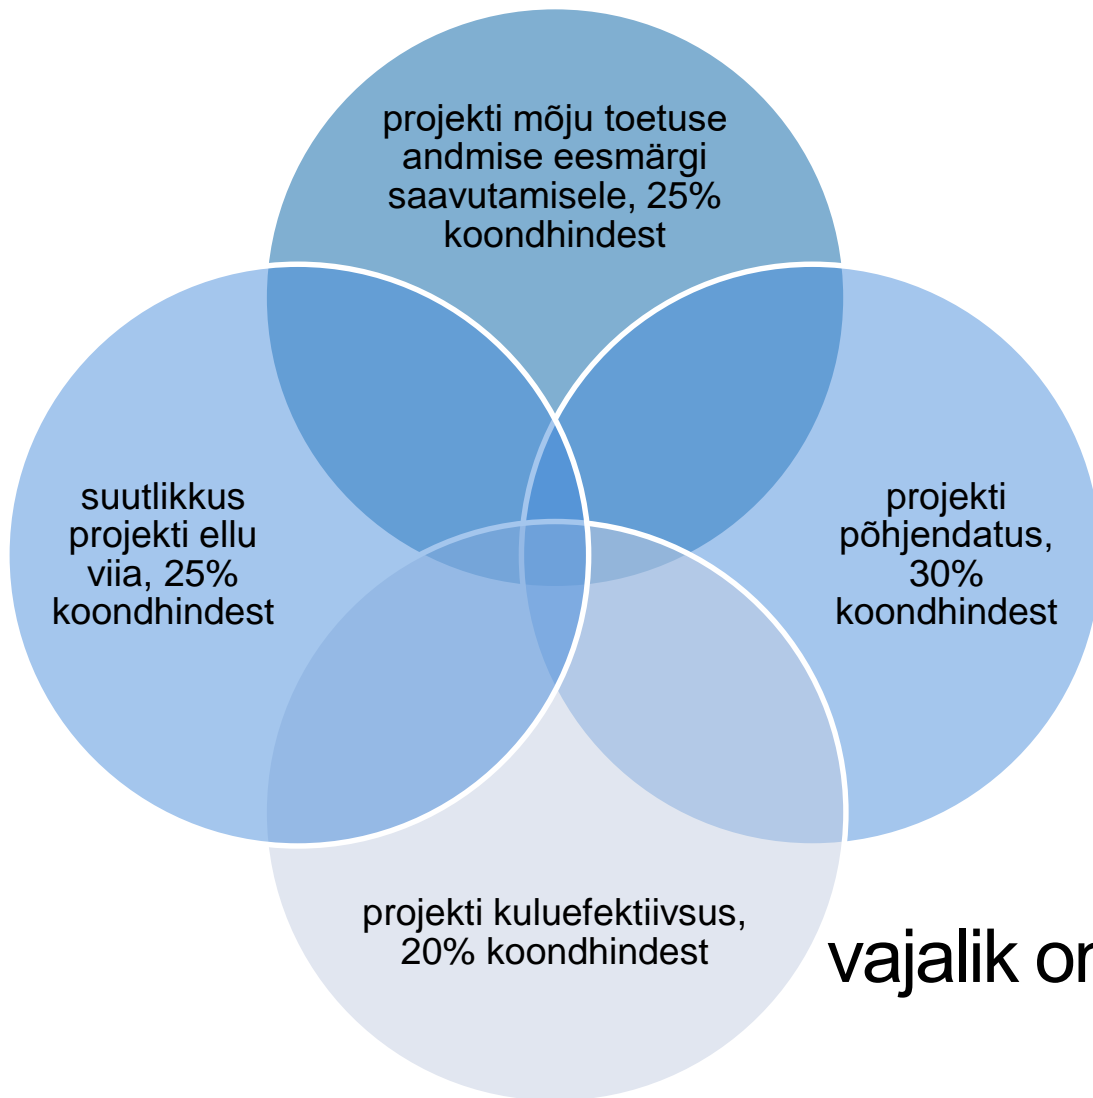 projekti mõju toetuse
andmise eesmärgi
saavutamisele, 25%
koondhindest
suutlikkus
projekti ellu
viia, 25%
koondhindest
projekti
põhjendatus,
30%
koondhindest
projekti kuluefektiivsus,
20% koondhindest
vajalik